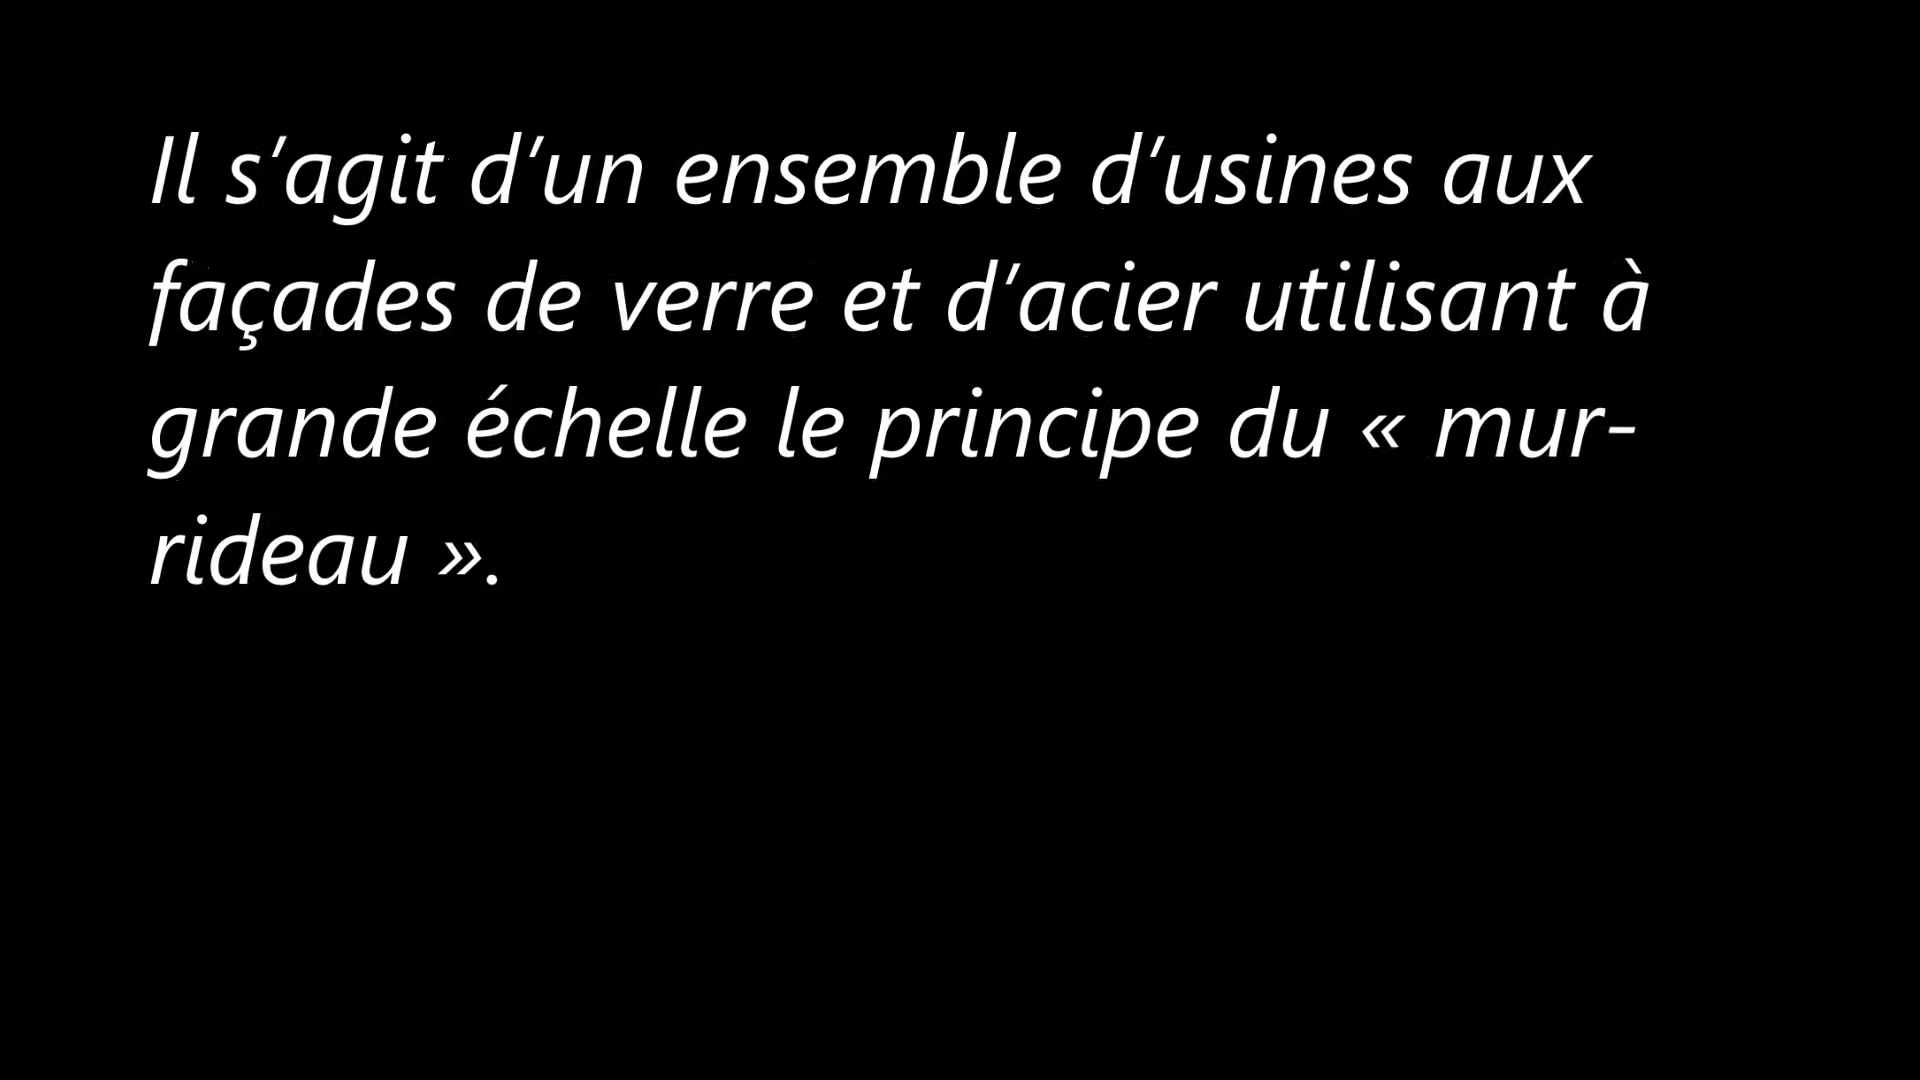 Il s’agit d’un ensemble d’usines aux
façades de verre et d’acier utilisant à
grande échelle le principe du « mur-
rideau ».